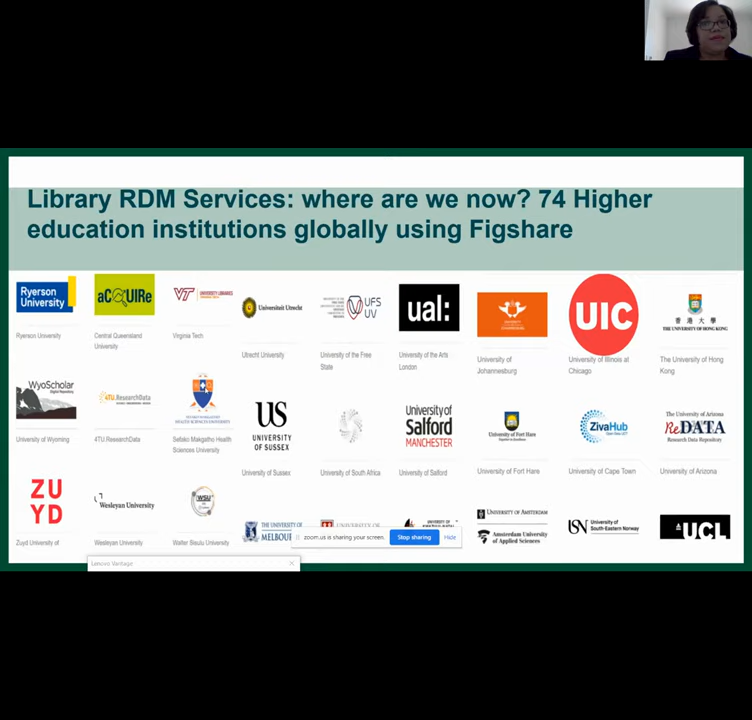 Library RDM Services: where are we now? 74 Higher
education institutions globally using Figshare
Ryerson
University
aCQUIRe
VT UNIVERSITY LIBRARIES
Universiteit Utrecht
UFS
UV
ual:
UIC
香港大學
THE UNIVERSITY OF HONG KONG
Ryerson University
Central Queensland
University
Virginia Tech
Utrecht University
University of the Free
State
University of the Arts
London
University of
Johannesburg
University of Illinois at
Chicago
The University of Hong
Kong
WyoScholar
4TU.ResearchData
US
UNIVERSITY
OF SUSSEX
University of
Salford
MANCHESTER
University of Fort Hare
ZivaHub
The University of Arizona
ReDATA
Research Data Repository
University of Wyoming
4TU.ResearchData
Sefako Makgatho Health
Sciences University
University of Sussex
University of South Africa
University of Salford
University of Fort Hare
University of Cape Town
University of Arizona
ZU
YD
Wesleyan University
WSU
THE UNIVERSITY OF
MELBOU
UNIVERSITY OF
UNIVERSITY OF AMSTERDAM
Amsterdam University
of Applied Sciences
USN
University of
South-Eastern Norway
UCL
Zuyd University of
Wesleyan University
Walter Sisulu University
zoom.us is sharing your screen.
Stop sharing
Hide
Lenovo Vantage